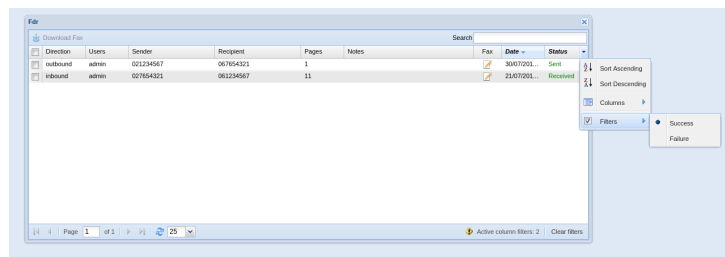 Fdr
Download Fax Search
Direction Users Sender Recipient Pages Notes Fax Date Status
outbound admin 021234567 067654321 1 30/07/201... Sent
inbound admin 027654321 061234567 11 21/07/201... Received
Sort Ascending
Sort Descending
Columns
Filters
Success
Failure
Page 1 of 1 25 Active column filters: 2 Clear filters